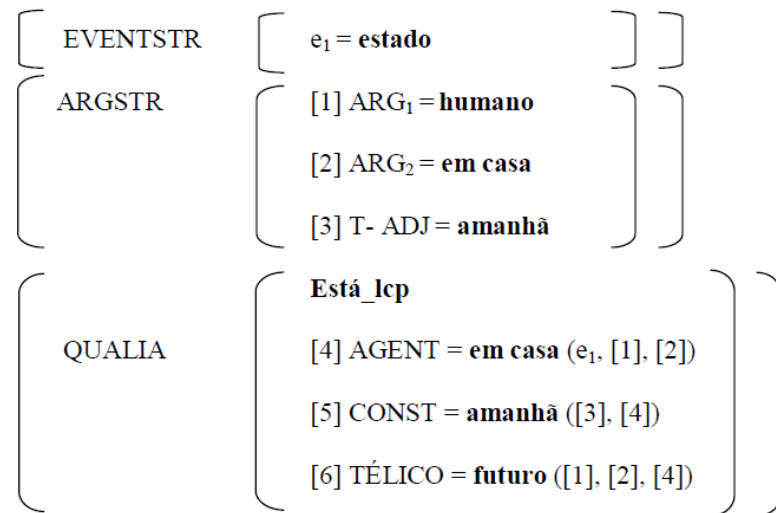 EVENTSTR e₁ = estado
ARGSTR [1] ARG₁ = humano
[2] ARG₂ = em casa
[3] T- ADJ = amanhã
Está_lcp
QUALIA [4] AGENT = em casa (e₁, [1], [2])
[5] CONST = amanhã ([3], [4])
[6] TÉLICO = futuro ([1], [2], [4])